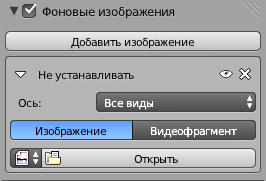 Фоновые изображения
Добавить изображение
Не устанавливать
Ось: Все виды
Изображение Видеофрагмент
Открыть